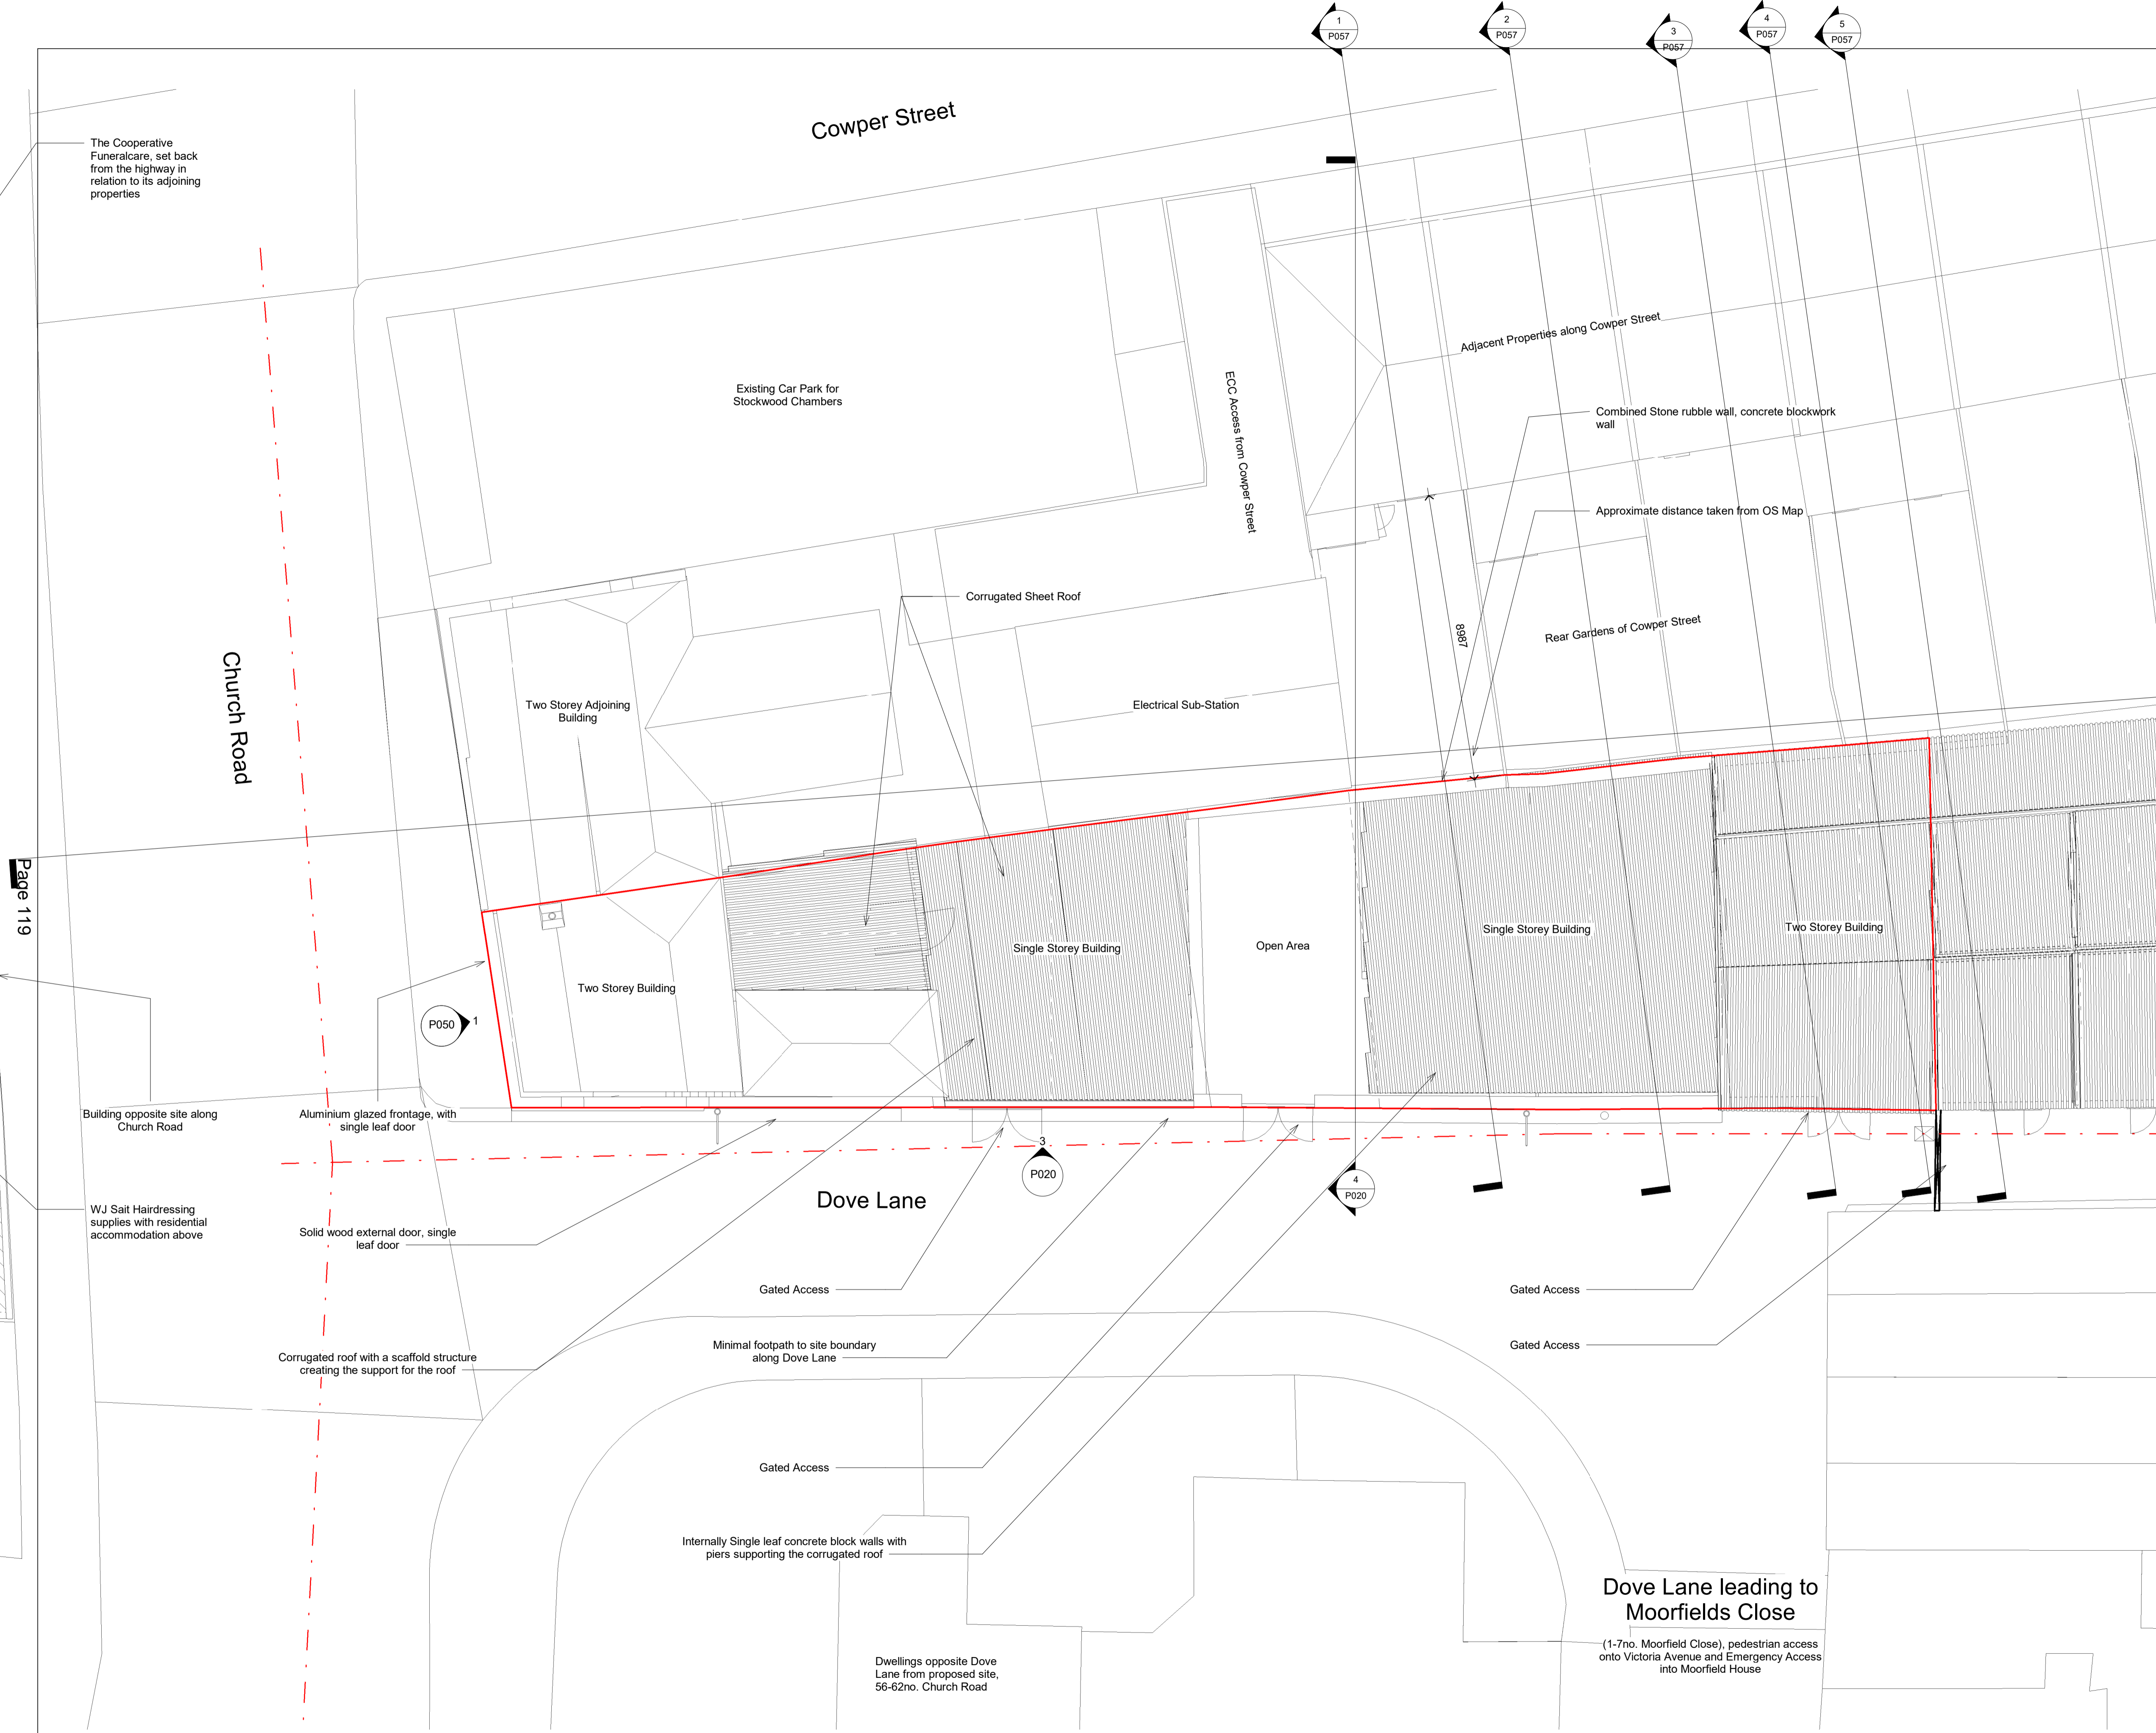 1
P057
2
P057
3
P057
4
P057
5
P057
Cowper Street
The Cooperative
Funeralcare, set back
from the highway in
relation to its adjoining
properties
Adjacent Properties along Cowper Street
Existing Car Park for
Stockwood Chambers
ECC Access from Cowper Street
Combined Stone rubble wall, concrete blockwork
wall
Approximate distance taken from OS Map
Corrugated Sheet Roof
8987
Rear Gardens of Cowper Street
Church Road
Two Storey Adjoining
Building
Electrical Sub-Station
Page 119
Single Storey Building
Open Area
Single Storey Building
Two Storey Building
Two Storey Building
P050
1
Building opposite site along
Church Road
Aluminium glazed frontage, with
single leaf door
3
P020
4
P020
Dove Lane
WJ Sait Hairdressing
supplies with residential
accommodation above
Solid wood external door, single
leaf door
Gated Access
Gated Access
Minimal footpath to site boundary
along Dove Lane
Gated Access
Corrugated roof with a scaffold structure
creating the support for the roof
Gated Access
Internally Single leaf concrete block walls with
piers supporting the corrugated roof
Dove Lane leading to
Moorfields Close
(1-7no. Moorfield Close), pedestrian access
onto Victoria Avenue and Emergency Access
into Moorfield House
Dwellings opposite Dove
Lane from proposed site,
56-62no. Church Road